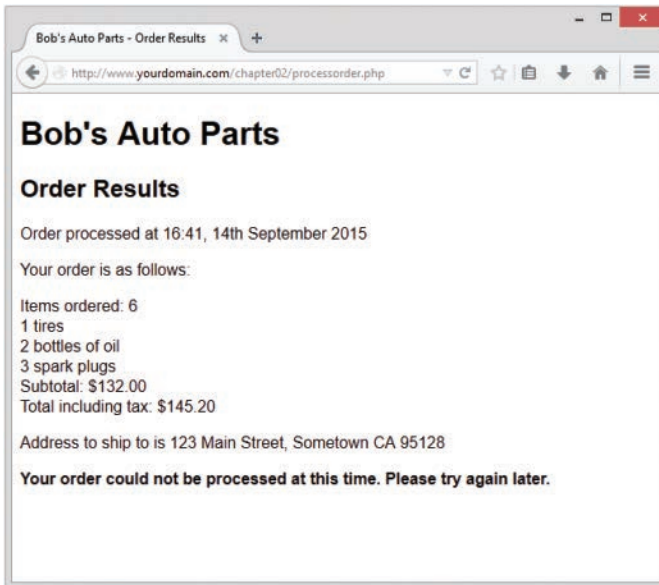 Bob's Auto Parts - Order Results
http://www.yourdomain.com/chapter02/processorder.php
Bob's Auto Parts
Order Results
Order processed at 16:41, 14th September 2015
Your order is as follows:
Items ordered: 6
1 tires
2 bottles of oil
3 spark plugs
Subtotal: $132.00
Total including tax: $145.20
Address to ship to is 123 Main Street, Sometown CA 95128
Your order could not be processed at this time. Please try again later.